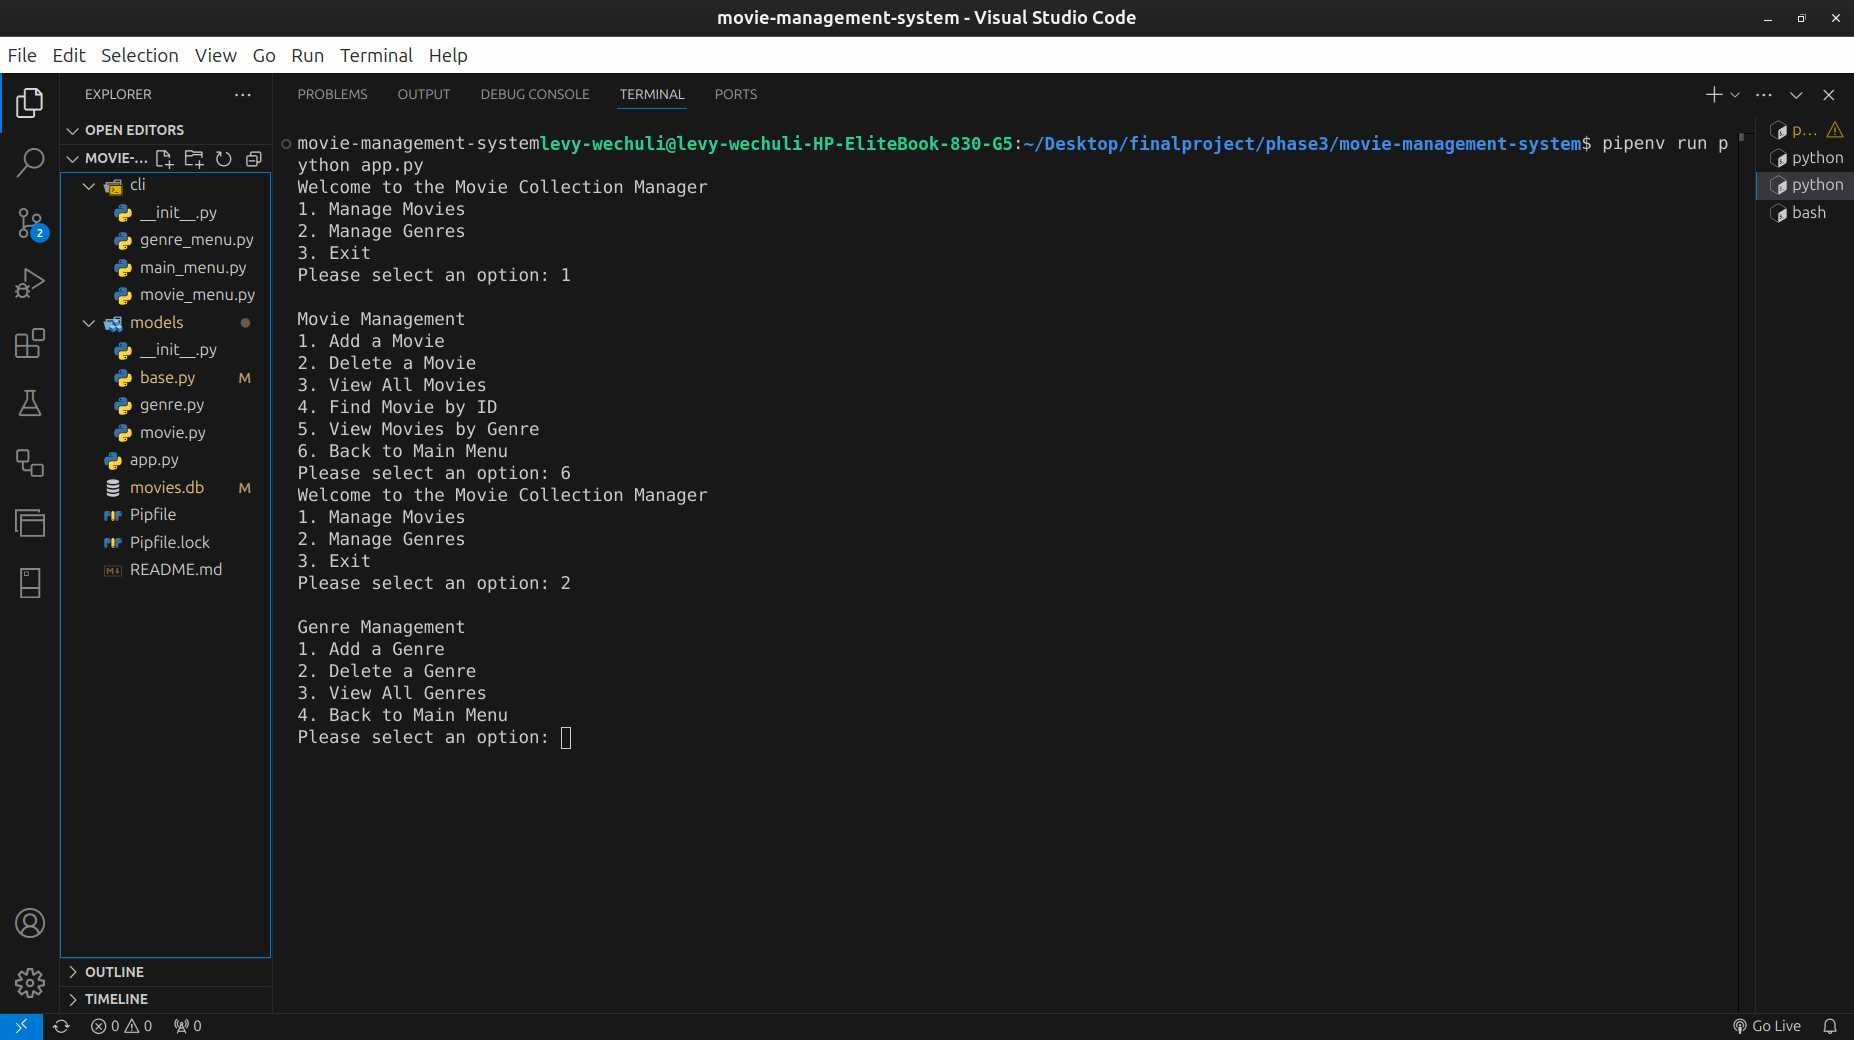 movie-management-system - Visual Studio Code
File Edit Selection View Go Run Terminal Help
EXPLORER
OPEN EDITORS
MOVIE-...
cli
__init__.py
genre_menu.py
main_menu.py
movie_menu.py
models
__init__.py
base.py M
genre.py
movie.py
app.py
movies.db M
Pipfile
Pipfile.lock
README.md
OUTLINE
TIMELINE
2
PROBLEMS OUTPUT DEBUG CONSOLE TERMINAL PORTS
movie-management-systemlevy-wechuli@levy-wechuli-HP-EliteBook-830-G5:~/Desktop/finalproject/phase3/movie-management-system$ pipenv run p
ython app.py
Welcome to the Movie Collection Manager
1. Manage Movies
2. Manage Genres
3. Exit
Please select an option: 1
Movie Management
1. Add a Movie
2. Delete a Movie
3. View All Movies
4. Find Movie by ID
5. View Movies by Genre
6. Back to Main Menu
Please select an option: 6
Welcome to the Movie Collection Manager
1. Manage Movies
2. Manage Genres
3. Exit
Please select an option: 2
Genre Management
1. Add a Genre
2. Delete a Genre
3. View All Genres
4. Back to Main Menu
Please select an option:
p...
python
python
bash
0 0 0
Go Live